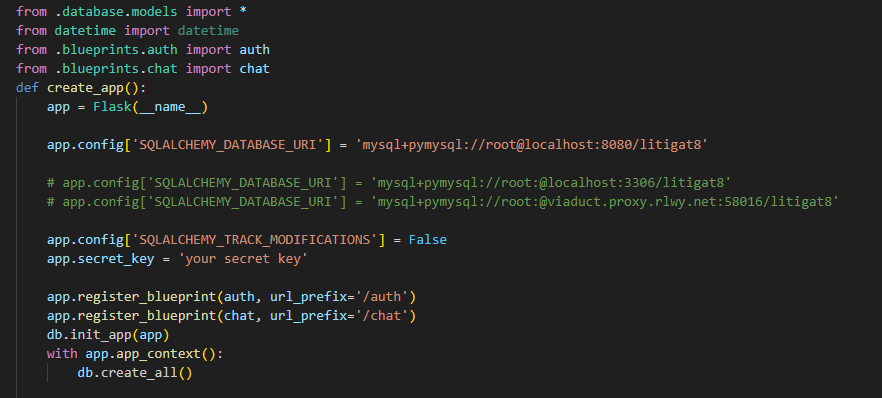 from .database.models import *
from datetime import datetime
from .blueprints.auth import auth
from .blueprints.chat import chat
def create_app():
    app = Flask(__name__)

    app.config['SQLALCHEMY_DATABASE_URI'] = 'mysql+pymysql://root@localhost:8080/litigat8'

    # app.config['SQLALCHEMY_DATABASE_URI'] = 'mysql+pymysql://root:@localhost:3306/litigat8'
    # app.config['SQLALCHEMY_DATABASE_URI'] = 'mysql+pymysql://root:@viaduct.proxy.rlwy.net:58016/litigat8'

    app.config['SQLALCHEMY_TRACK_MODIFICATIONS'] = False
    app.secret_key = 'your secret key'

    app.register_blueprint(auth, url_prefix='/auth')
    app.register_blueprint(chat, url_prefix='/chat')
    db.init_app(app)
    with app.app_context():
        db.create_all()